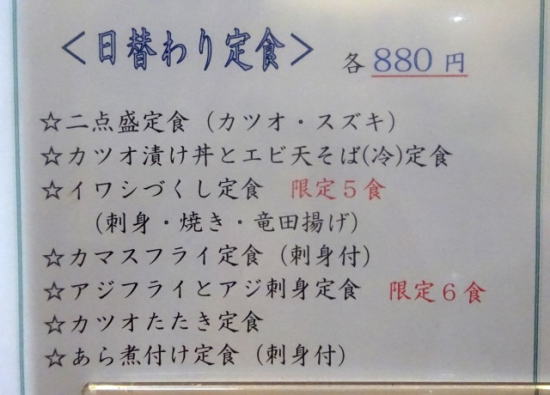 ＜日替わり定食＞ 各 880 円
☆二点盛定食（カツオ・スズキ）
☆カツオ漬け丼とエビ天そば(冷)定食
☆イワシづくし定食 限定５食
（刺身・焼き・竜田揚げ）
☆カマスフライ定食（刺身付）
☆アジフライとアジ刺身定食 限定６食
☆カツオたたき定食
☆あら煮付け定食（刺身付）